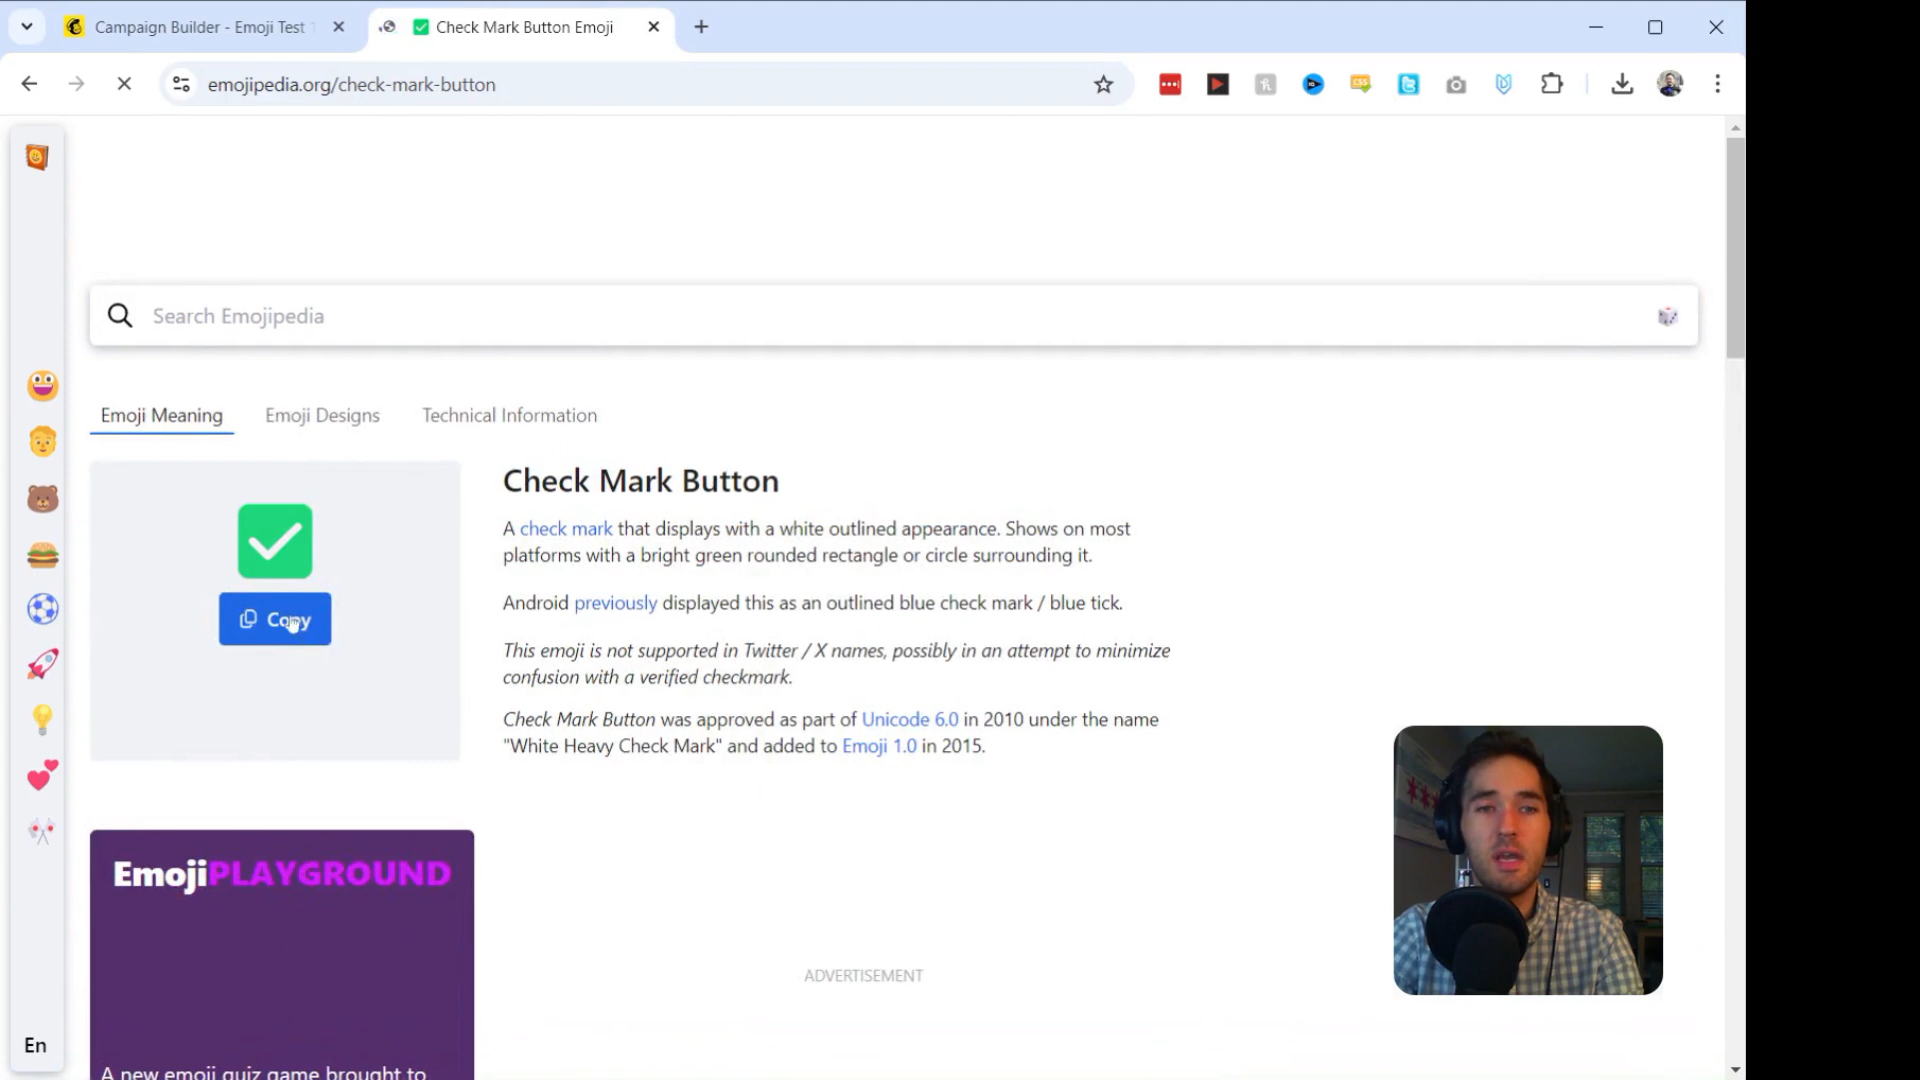 Campaign Builder - Emoji Test
Check Mark Button Emoji
emojipedia.org/check-mark-button
CSS
Search Emojipedia
Emoji Meaning
Emoji Designs
Technical Information
Check Mark Button
A check mark that displays with a white outlined appearance. Shows on most
platforms with a bright green rounded rectangle or circle surrounding it.
Copy
Android previously displayed this as an outlined blue check mark / blue tick.
This emoji is not supported in Twitter / X names, possibly in an attempt to minimize
confusion with a verified checkmark.
Check Mark Button was approved as part of Unicode 6.0 in 2010 under the name
"White Heavy Check Mark" and added to Emoji 1.0 in 2015.
EmojiPLAYGROUND
ADVERTISEMENT
En
A new emoji quiz game brought to